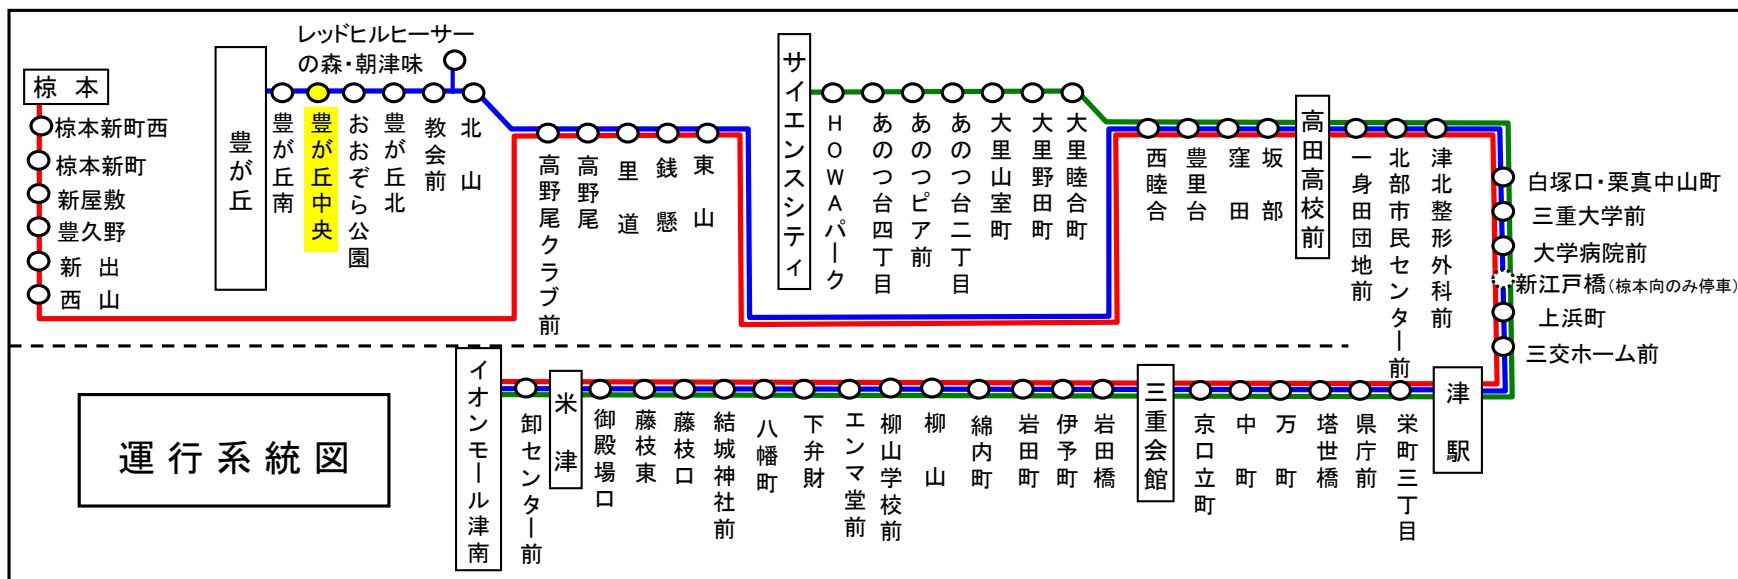 椋本
椋本新町西
椋本新町
新屋敷
豊久野
新出
西山
豊が丘
豊が丘南
豊が丘中央
おおぞら公園
豊が丘北
教会前
レッドヒルヒーサー
の森・朝津味
北山
高野尾クラブ前
高野尾
里道
銭懸
東山
サイエンスシティ
HOWAパーク
あのつ台四丁目
あのつピア前
あのつ台二丁目
大里山室町
大里野田町
大里睦合町
西睦合
豊里台
窪田
坂部
高田高校前
一身田団地前
北部市民センター前
津北整形外科前
白塚口・栗真中山町
三重大学前
大学病院前
新江戸橋(椋本向のみ停車)
上浜町
三交ホーム前
津駅
栄町三丁目
県庁前
塔世橋
万町
中町
京口立町
三重会館
岩田橋
伊予町
岩田町
綿内町
柳山
柳山学校前
エンマ堂前
下弁財
八幡町
結城神社前
藤枝口
藤枝東
御殿場口
米津
卸センター前
イオンモール津南
運行系統図